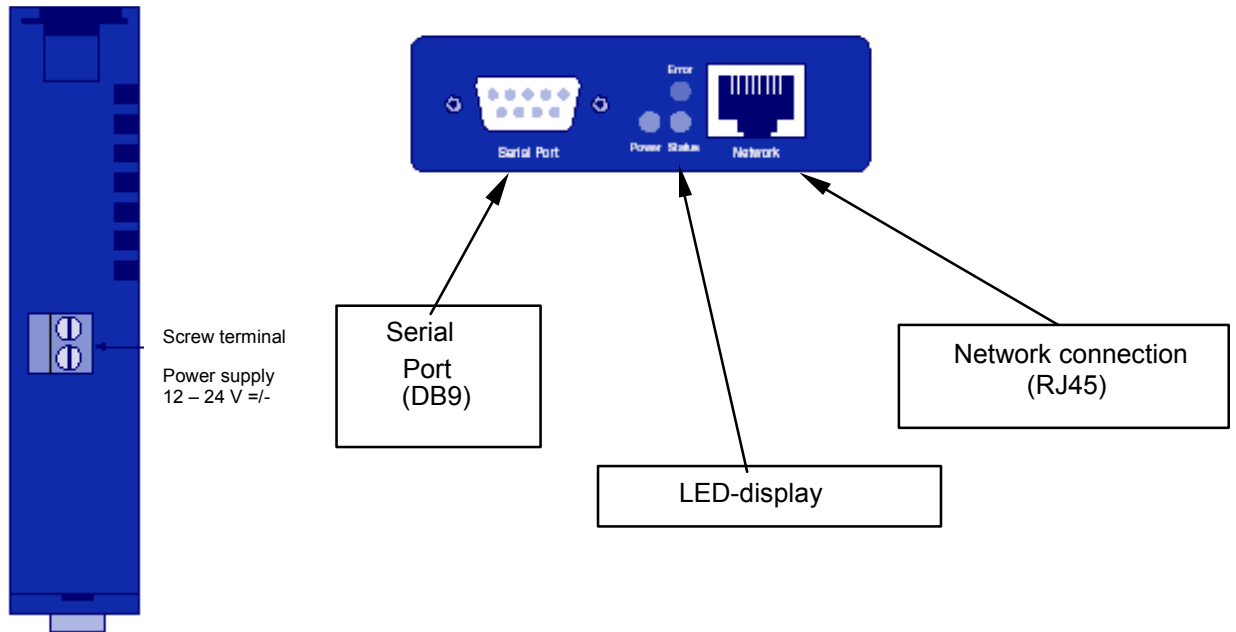 Error
Serial Port
Power Status
Network
Screw terminal
Power supply
12 – 24 V =/-
Serial
Port
(DB9)
Network connection
(RJ45)
LED-display